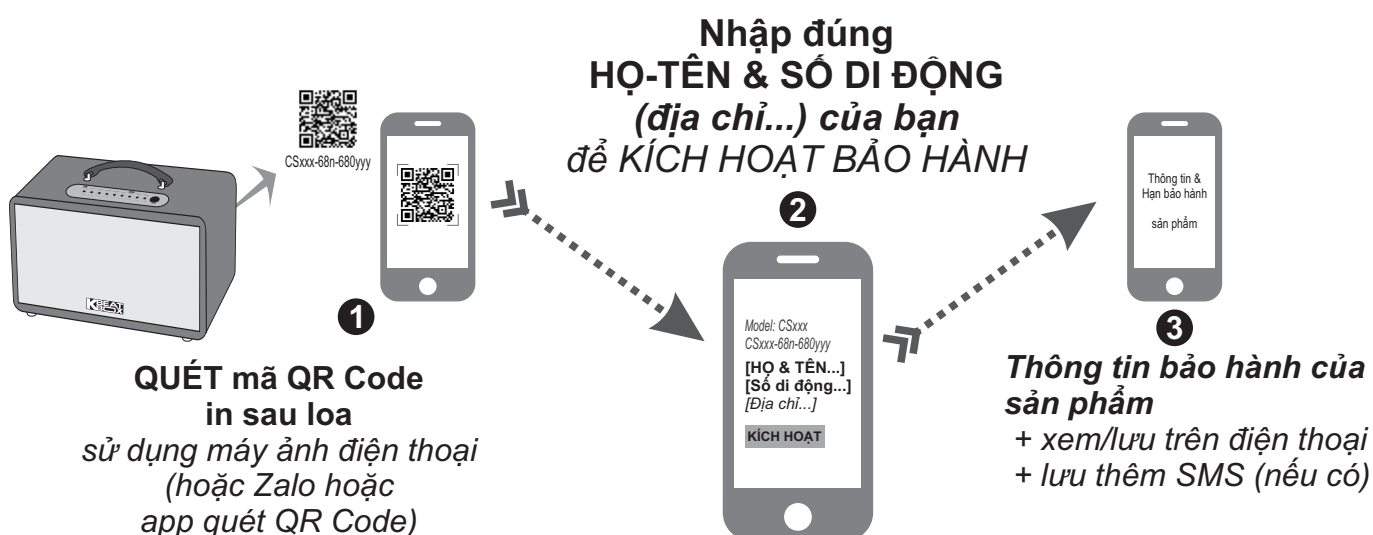 CSxxx-68n-680yyy
KBEATBOX
1
QUÉT mã QR Code
in sau loa
sử dụng máy ảnh điện thoại
(hoặc Zalo hoặc
app quét QR Code)
Nhập đúng
HỌ-TÊN & SỐ DI ĐỘNG
(địa chỉ...) của bạn
để KÍCH HOẠT BẢO HÀNH
2
Model: CSxxx
CSxxx-68n-680yyy
[HỌ & TÊN...]
[Số di động...]
[Địa chỉ...]
KÍCH HOẠT
Thông tin &
Hạn bảo hành
sản phẩm
3
Thông tin bảo hành của
sản phẩm
+ xem/lưu trên điện thoại
+ lưu thêm SMS (nếu có)